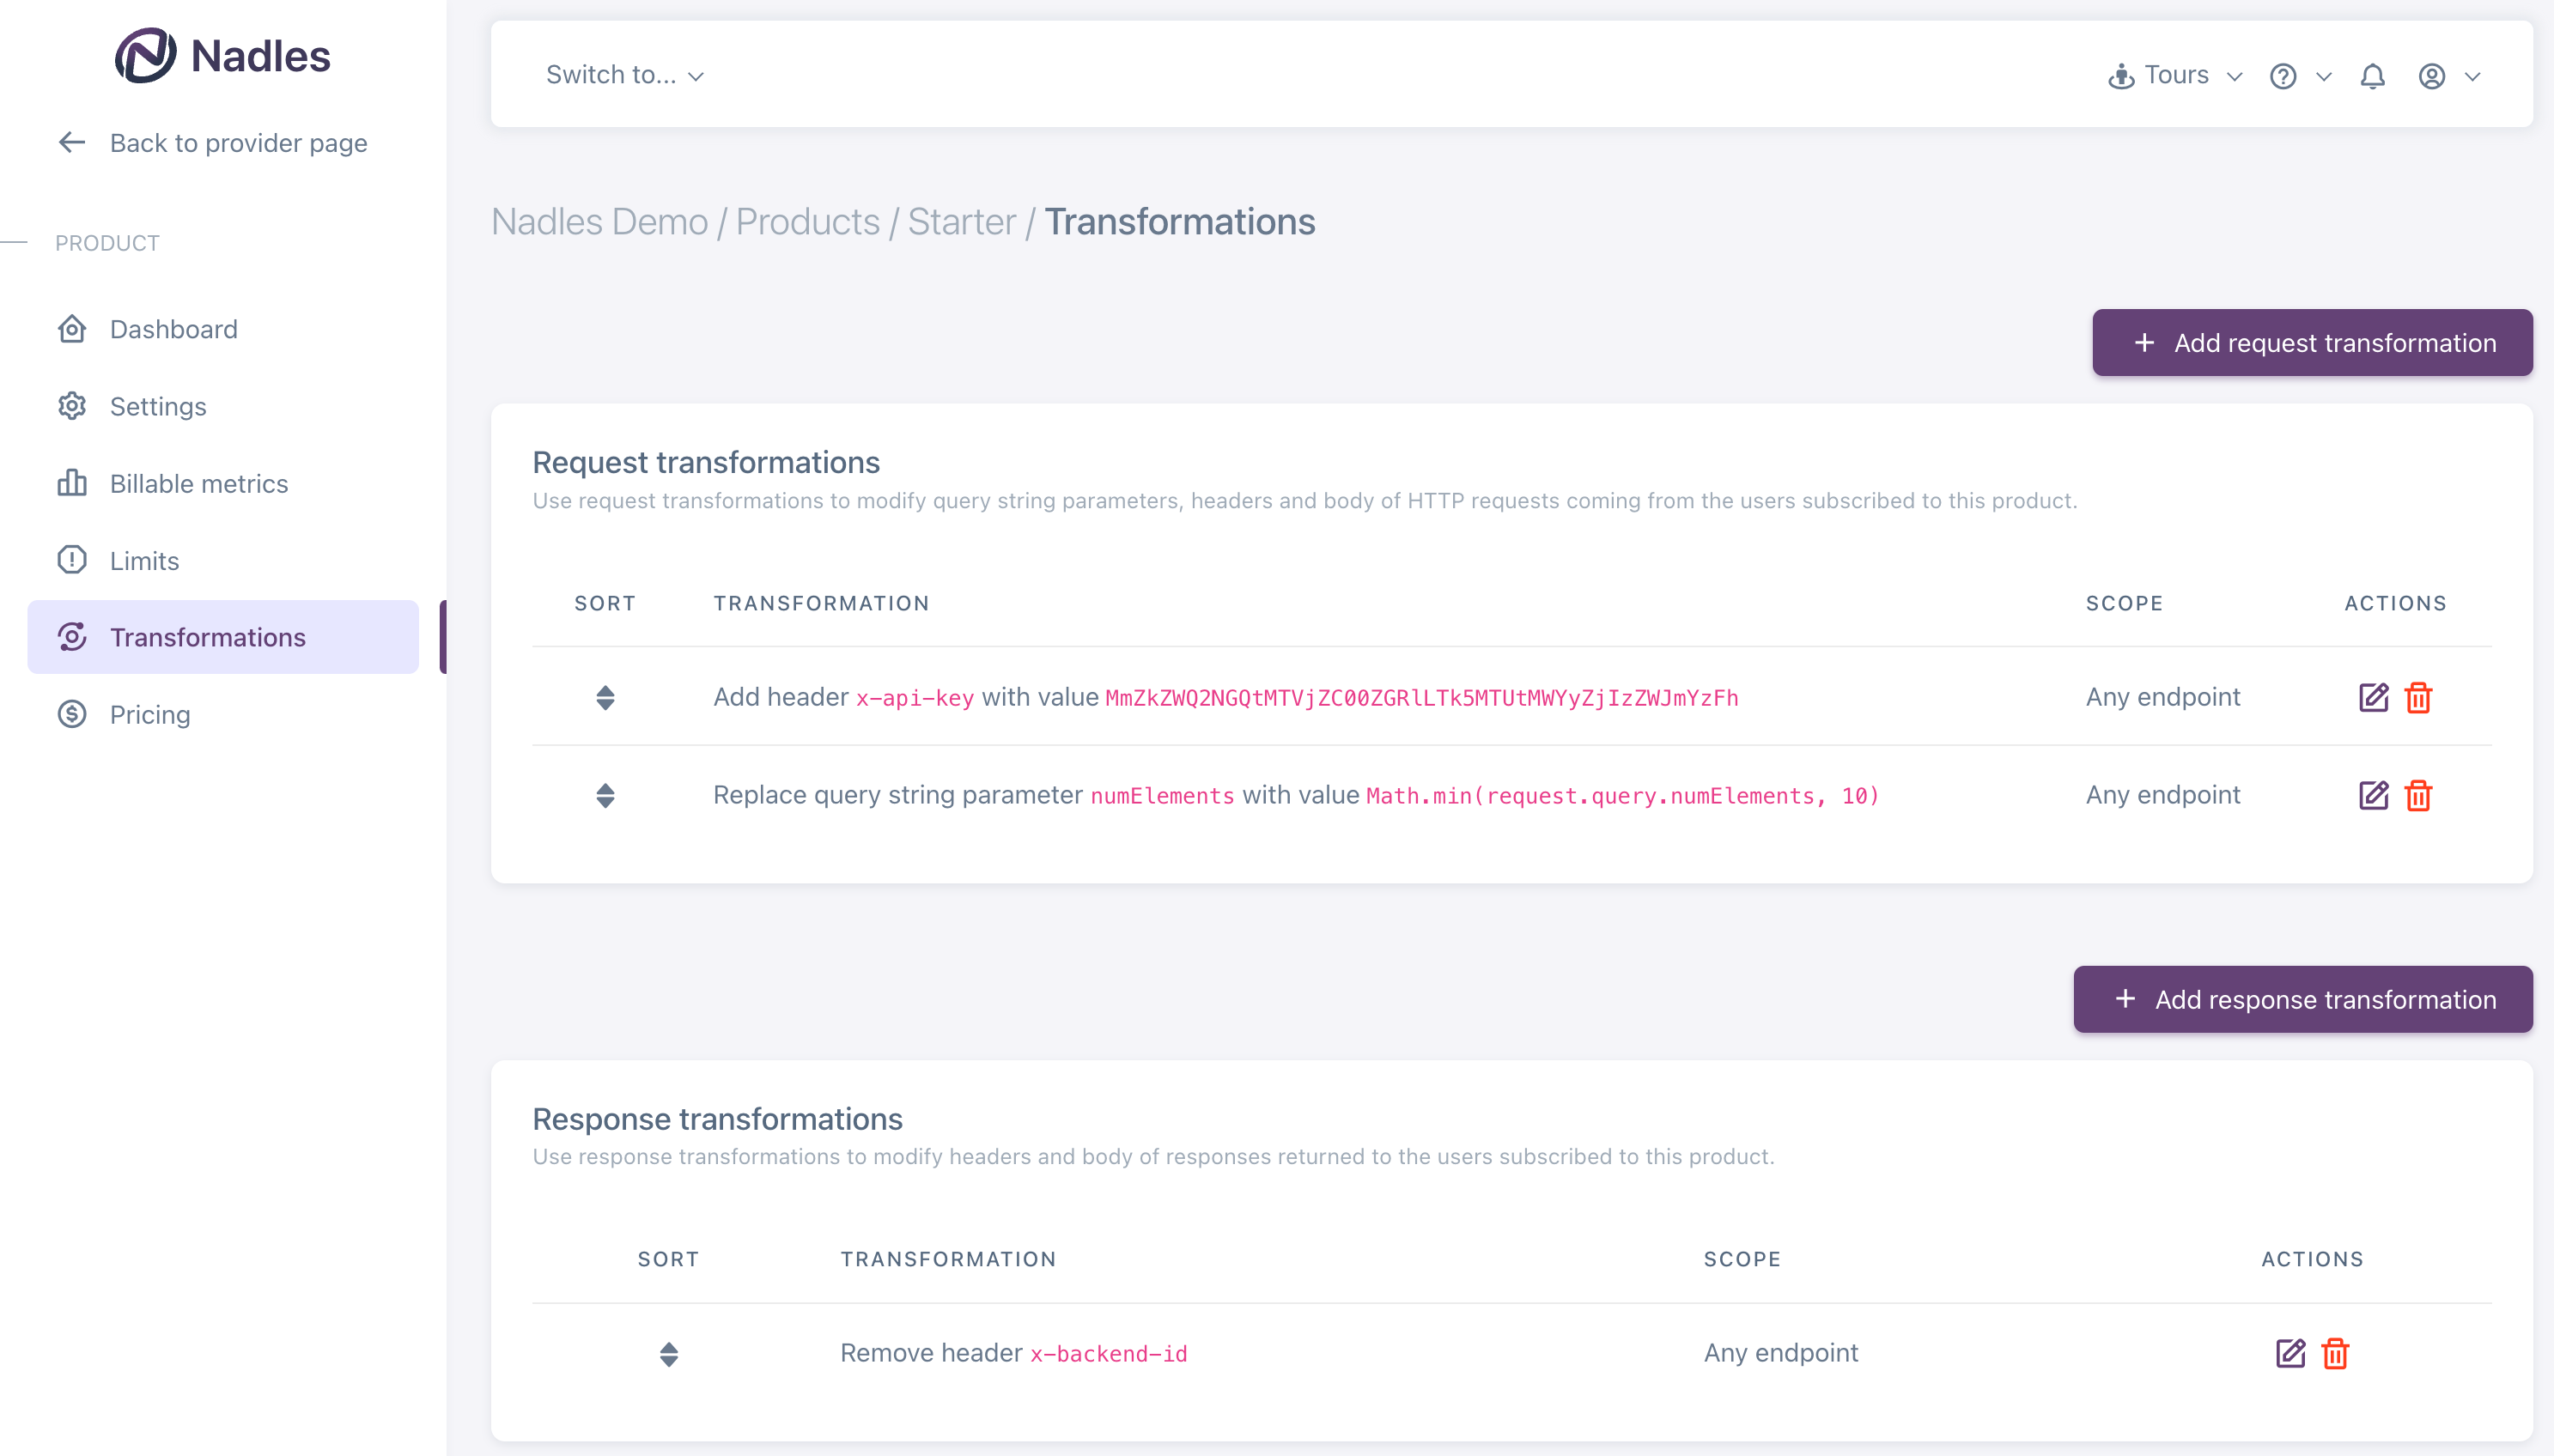 Nadles
Back to provider page
PRODUCT
Dashboard
Settings
Billable metrics
Limits
Transformations
Pricing
Switch to...
Tours
Nadles Demo / Products / Starter / Transformations
+ Add request transformation
Request transformations
Use request transformations to modify query string parameters, headers and body of HTTP requests coming from the users subscribed to this product.
SORT TRANSFORMATION SCOPE ACTIONS
Add header x-api-key with value MmZkZWQ2NGQtMTVjZC00ZGRlLTk5MTUtMWYyZjIzZWJmYzFh Any endpoint
Replace query string parameter numElements with value Math.min(request.query.numElements, 10) Any endpoint
+ Add response transformation
Response transformations
Use response transformations to modify headers and body of responses returned to the users subscribed to this product.
SORT TRANSFORMATION SCOPE ACTIONS
Remove header x-backend-id Any endpoint